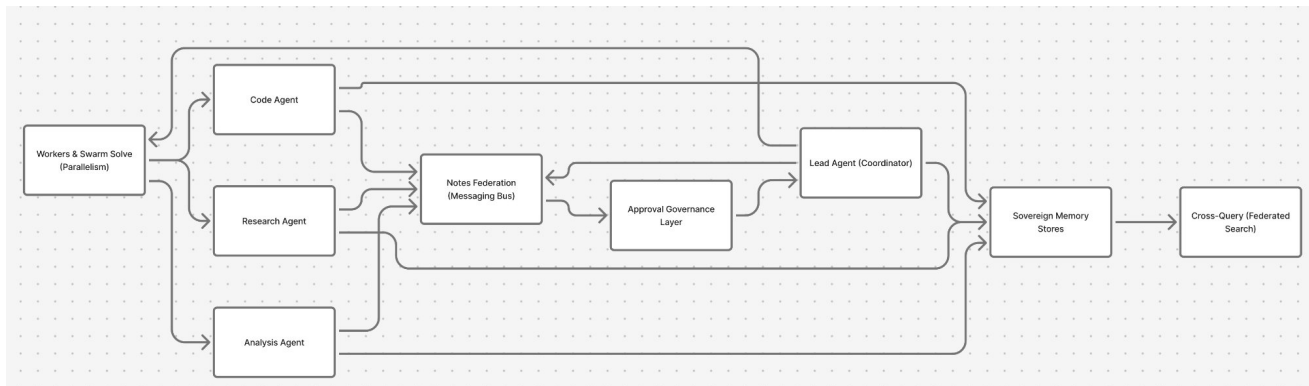 Code Agent
Workers & Swarm Solve
(Parallelism)
Lead Agent (Coordinator)
Notes Federation
(Messaging Bus)
Approval Governance
Layer
Research Agent
Sovereign Memory
Stores
Cross-Query (Federated
Search)
Analysis Agent